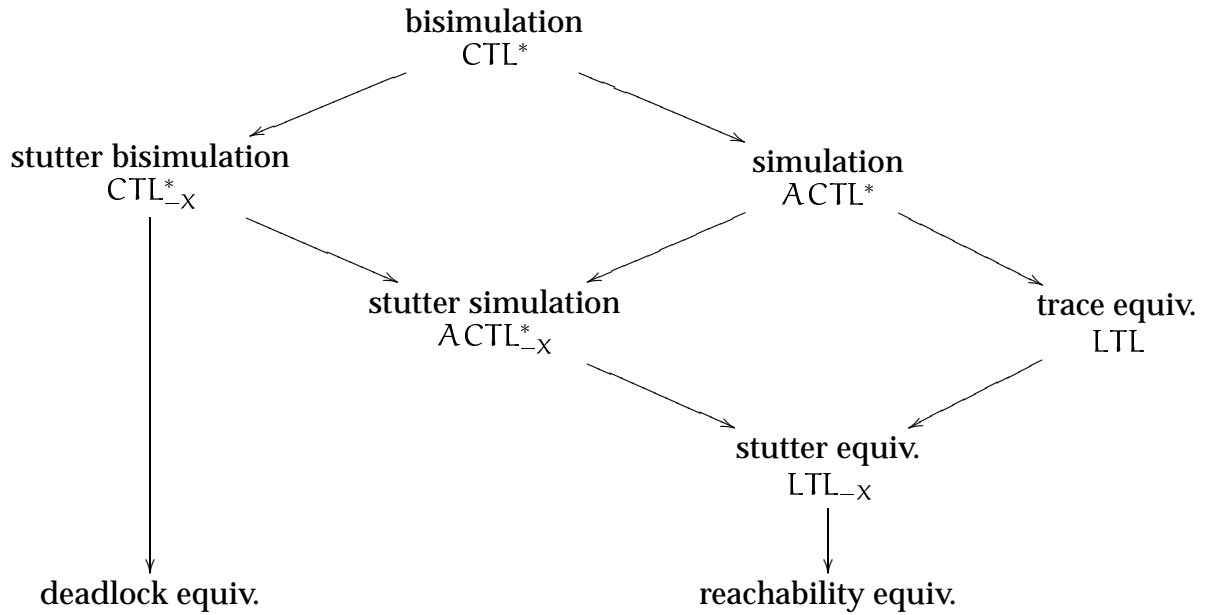 bisimulation
CTL*
stutter bisimulation
CTL*−X
simulation
ACTL*
stutter simulation
ACTL*−X
trace equiv.
LTL
stutter equiv.
LTL−X
deadlock equiv.
reachability equiv.